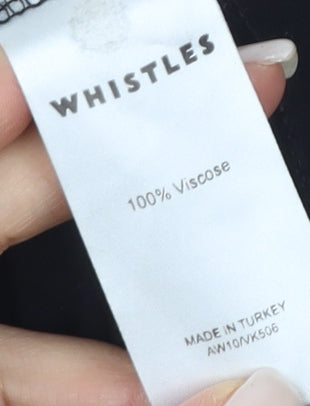 WHISTLES
100% Viscose
MADE IN TURKEY
AW10/VK506